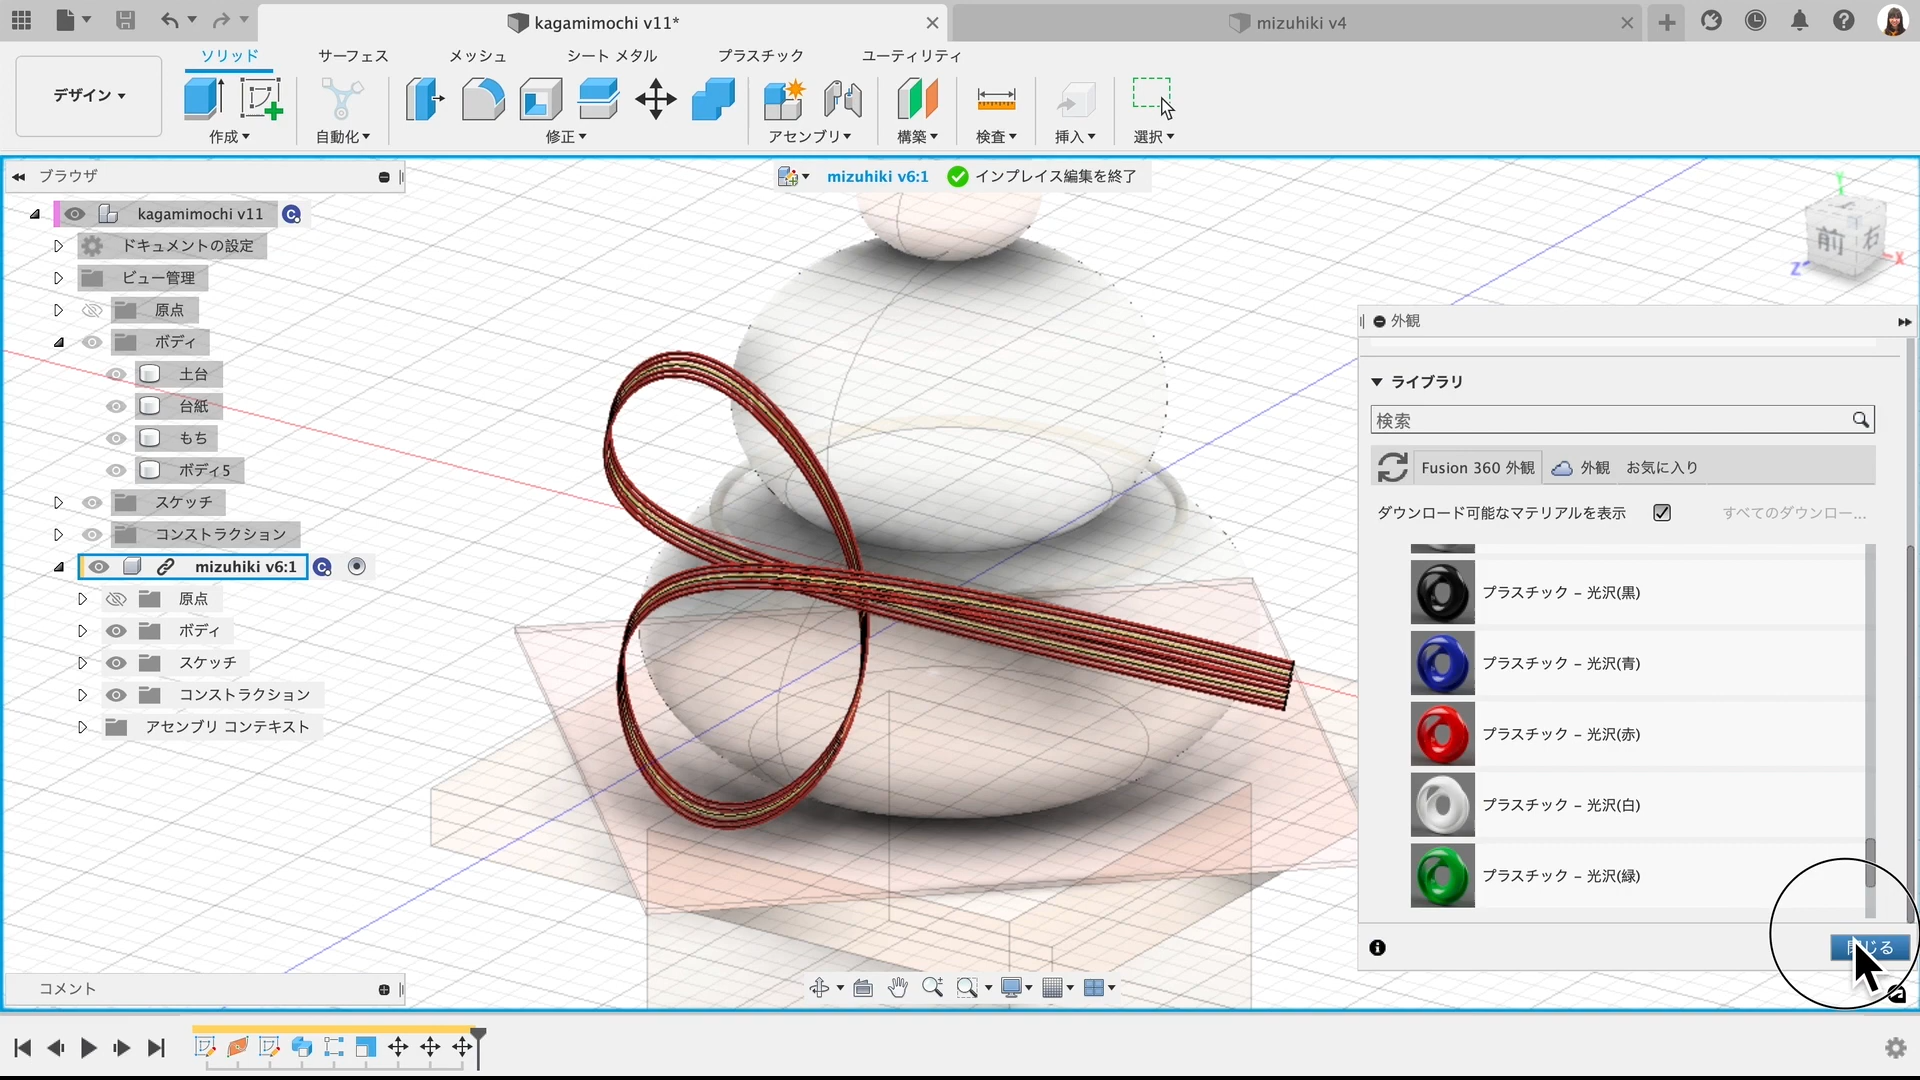 kagamimochi v11*
mizuhiki v4
デザイン
ソリッド
サーフェス
メッシュ
シート メタル
プラスチック
ユーティリティ
作成
自動化
修正
アセンブリ
構築
検査
挿入
選択
ブラウザ
mizuhiki v6:1
インプレイス編集を終了
kagamimochi v11
ドキュメントの設定
ビュー管理
原点
ボディ
土台
台紙
もち
ボディ5
スケッチ
コンストラクション
mizuhiki v6:1
原点
ボディ
スケッチ
コンストラクション
アセンブリ コンテキスト
Y
前
右
Z
X
外観
ライブラリ
検索
Fusion 360 外観
外観
お気に入り
ダウンロード可能なマテリアルを表示
すべてのダウンロー...
プラスチック – 光沢(黒)
プラスチック – 光沢(青)
プラスチック – 光沢(赤)
プラスチック – 光沢(白)
プラスチック – 光沢(緑)
閉じる
コメント